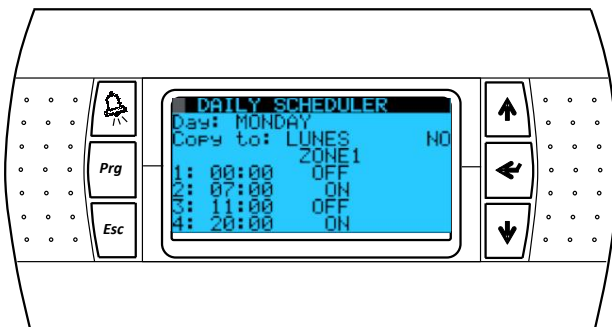 DAILY SCHEDULER
Day: MONDAY
Copy to: LUNES NO
ZONE1
1: 00:00 OFF
2: 07:00 ON
3: 11:00 OFF
4: 20:00 ON
Prg
Esc